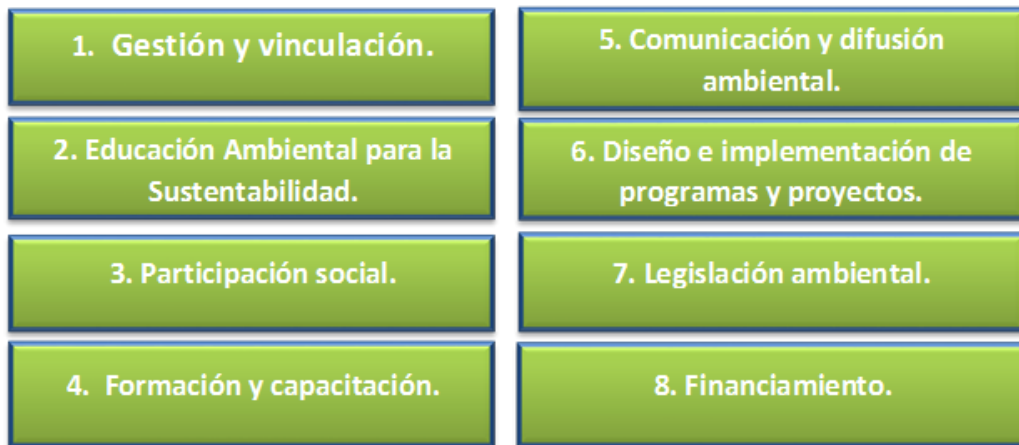 1. Gestión y vinculación.
2. Educación Ambiental para la
Sustentabilidad.
3. Participación social.
4. Formación y capacitación.
5. Comunicación y difusión
ambiental.
6. Diseño e implementación de
programas y proyectos.
7. Legislación ambiental.
8. Financiamiento.